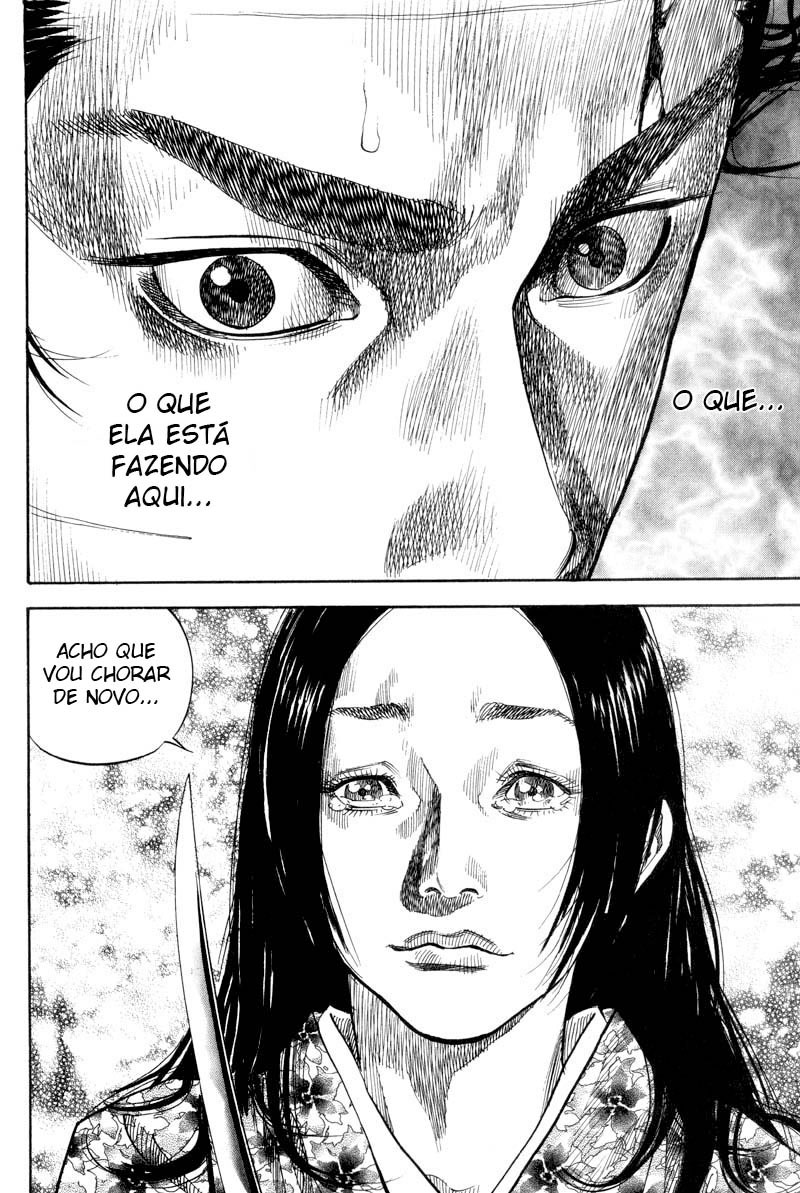 O QUE...
O QUE
ELA ESTÁ
FAZENDO
AQUI...
ACHO QUE
VOU CHORAR
DE NOVO...